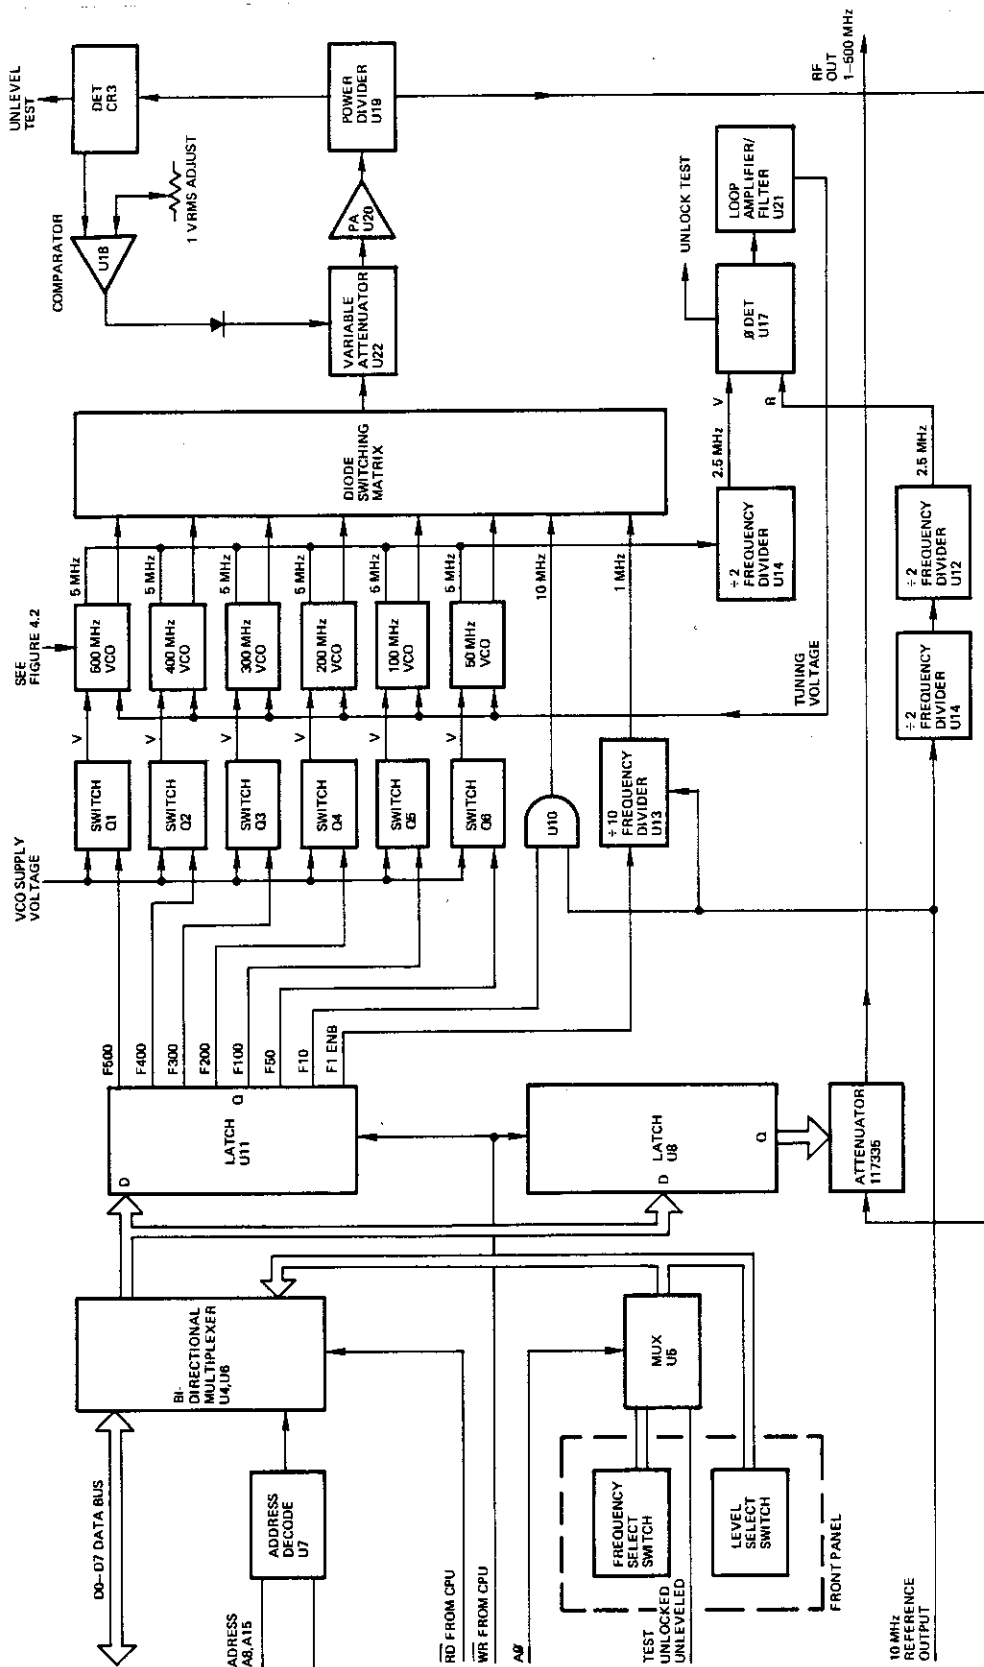 UNLEVEL
TEST
DET
CR3
COMPARATOR
U18
1 VRMS ADJUST
POWER
DIVIDER
U19
PA
U20
VARIABLE
ATTENUATOR
U22
RF
OUT
1–500 MHz
UNLOCK TEST
LOOP
AMPLIFIER/
FILTER
U21
Ø DET
U17
V
R
2.5 MHz
2.5 MHz
DIODE
SWITCHING
MATRIX
SEE
FIGURE 4.2
5 MHz
5 MHz
5 MHz
5 MHz
5 MHz
5 MHz
10 MHz
1 MHz
÷ 2
FREQUENCY
DIVIDER
U14
÷ 2
FREQUENCY
DIVIDER
U12
500 MHz
VCO
400 MHz
VCO
300 MHz
VCO
200 MHz
VCO
100 MHz
VCO
50 MHz
VCO
TUNING
VOLTAGE
÷2
FREQUENCY
DIVIDER
U14
V
V
V
V
V
V
VCO SUPPLY
VOLTAGE
SWITCH
Q1
SWITCH
Q2
SWITCH
Q3
SWITCH
Q4
SWITCH
Q5
SWITCH
Q6
U10
÷ 10
FREQUENCY
DIVIDER
U13
F500
F400
F300
F200
F100
F50
F10
F1 ENB
D
Q
LATCH
U11
D
Q
LATCH
U8
ATTENUATOR
117335
BI-
DIRECTIONAL
MULTIPLEXER
U4,U6
MUX
U5
D0–D7 DATA BUS
ADDRESS
DECODE
U7
ADRESS
A8,A15
RD FROM CPU
WR FROM CPU
A0
FREQUENCY
SELECT
SWITCH
LEVEL
SELECT
SWITCH
FRONT PANEL
TEST
UNLOCKED
UNLEVELED
10 MHz
REFERENCE
OUTPUT